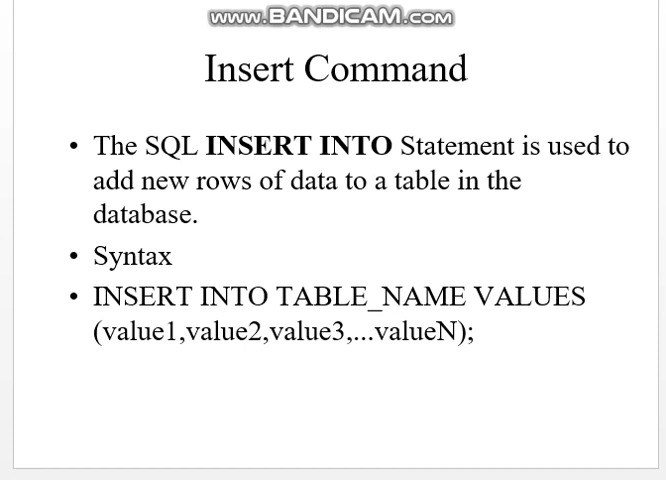 www.BANDICAM.com
Insert Command
• The SQL INSERT INTO Statement is used to
add new rows of data to a table in the
database.
• Syntax
• INSERT INTO TABLE_NAME VALUES
(value1,value2,value3,...valueN);